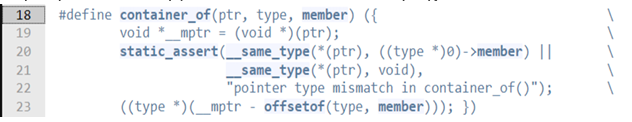 18 #define container_of(ptr, type, member) ({ \
19 void *__mptr = (void *)(ptr); \
20 static_assert(__same_type(*(ptr), ((type *)0)->member) || \
21 __same_type(*(ptr), void), \
22 "pointer type mismatch in container_of()"); \
23 ((type *)(__mptr - offsetof(type, member))); })